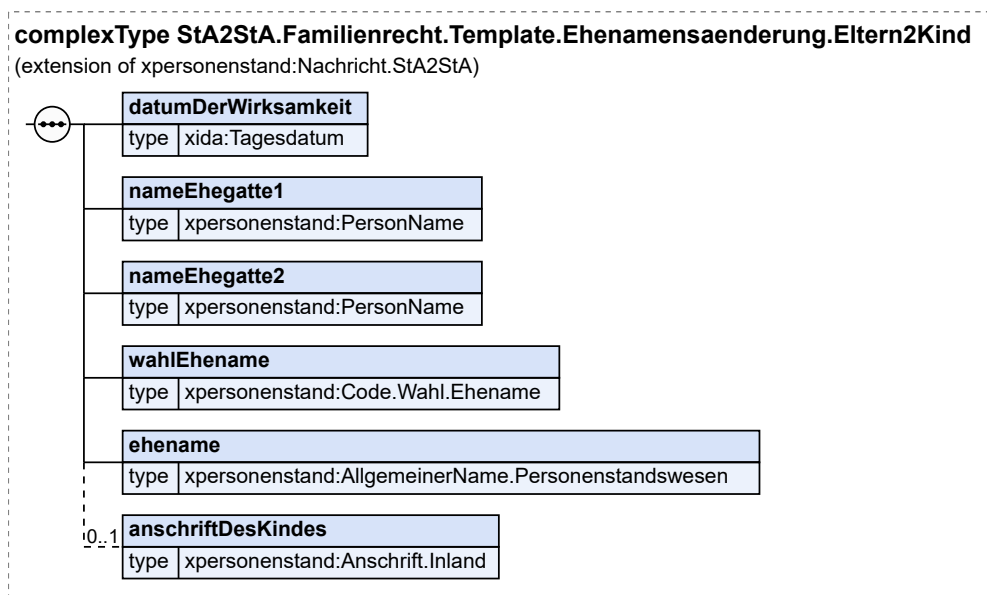 complexType StA2StA.Familienrecht.Template.Ehenamensaenderung.Eltern2Kind
(extension of xpersonenstand:Nachricht.StA2StA)
datumDerWirksamkeit
type xida:Tagesdatum
nameEhegatte1
type xpersonenstand:PersonName
nameEhegatte2
type xpersonenstand:PersonName
wahlEhename
type xpersonenstand:Code.Wahl.Ehename
ehename
type xpersonenstand:AllgemeinerName.Personenstandswesen
0..1 anschriftDesKindes
type xpersonenstand:Anschrift.Inland